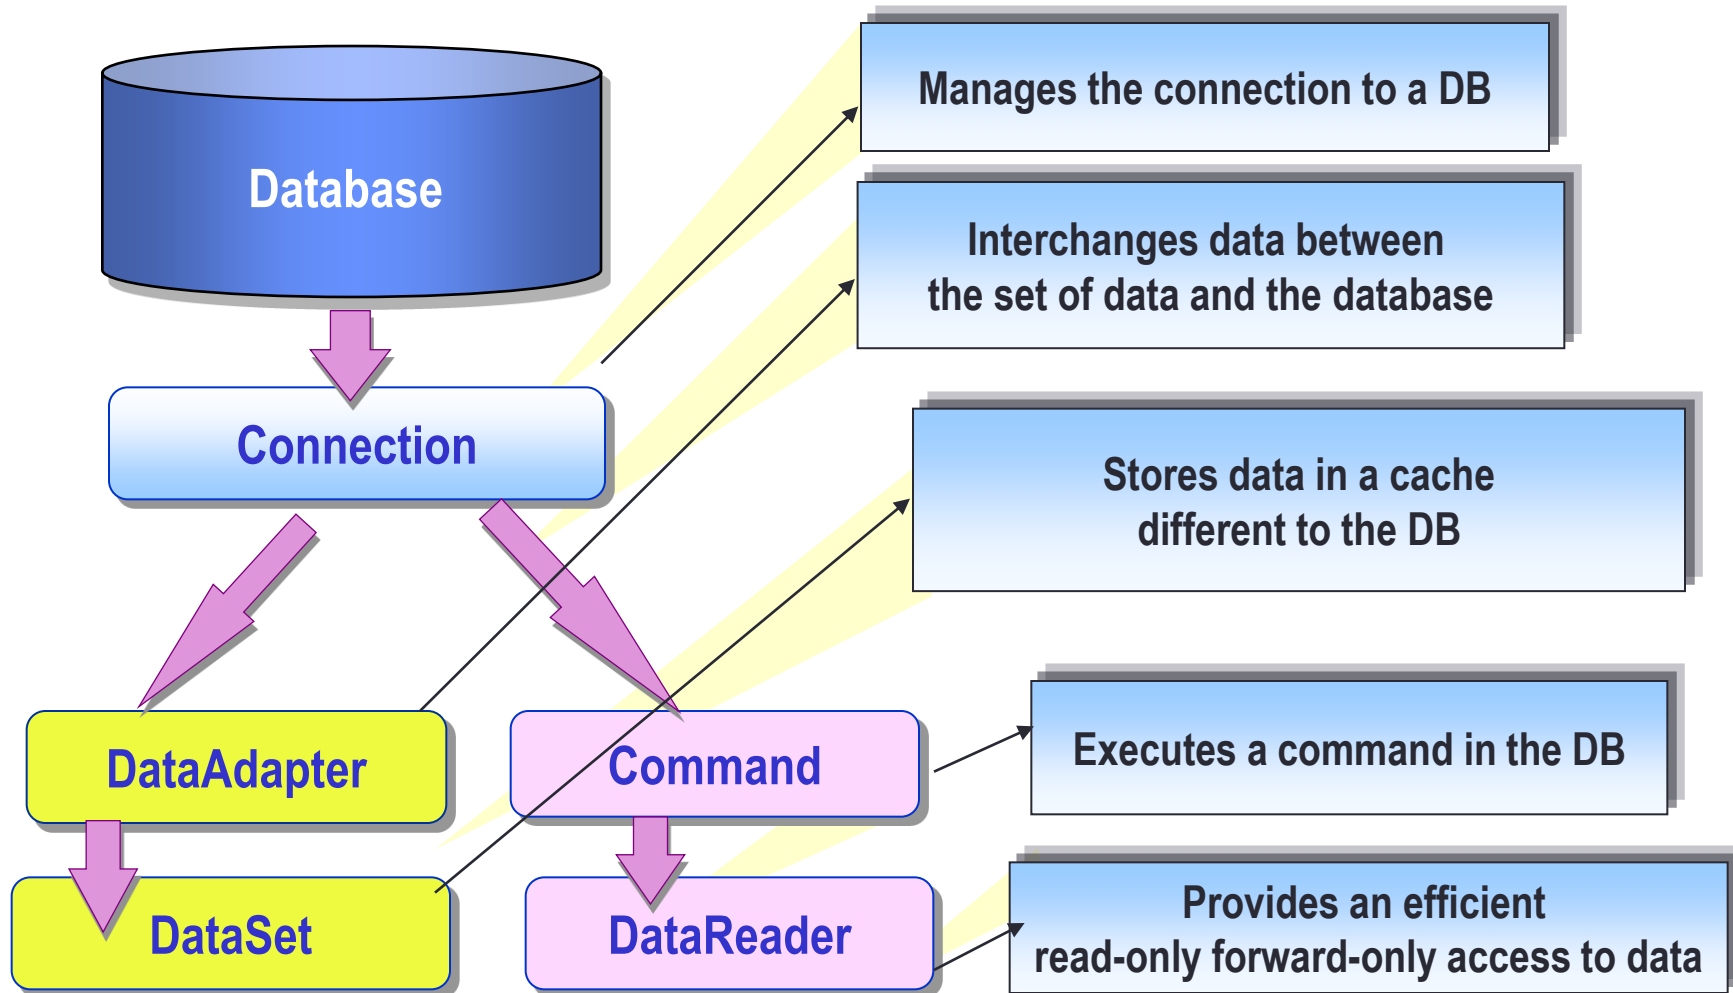 Manages the connection to a DB
Database
Interchanges data between
the set of data and the database
Connection
Stores data in a cache
different to the DB
DataAdapter
Command
Executes a command in the DB
DataSet
DataReader
Provides an efficient
read-only forward-only access to data